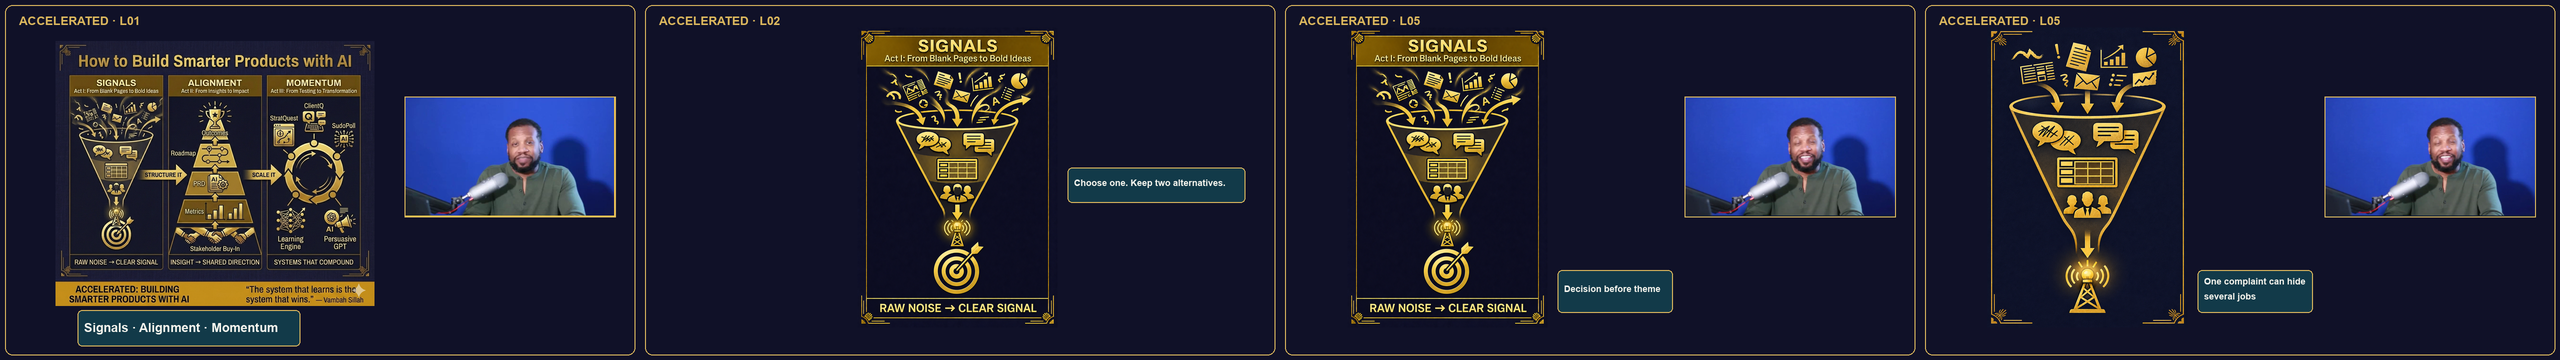 ACCELERATED · L01
How to Build Smarter Products with AI
SIGNALS
Act I: From Blank Pages to Bold Ideas
ALIGNMENT
Act II: From Insights to Impact
MOMENTUM
Act III: From Testing to Transformation
Outcomes
Roadmap
PRD
AI
Metrics
Stakeholder Buy-In
STRUCTURE IT
SCALE IT
ClientQ
StratQuest
SudoPoll
AI
Learning
Engine
AI
Persuasive
GPT
RAW NOISE → CLEAR SIGNAL
INSIGHT → SHARED DIRECTION
SYSTEMS THAT COMPOUND
ACCELERATED: BUILDING
SMARTER PRODUCTS WITH AI
"The system that learns is the
system that wins." — Vambah Sillah
Signals · Alignment · Momentum
ACCELERATED · L02
SIGNALS
Act I: From Blank Pages to Bold Ideas
RAW NOISE → CLEAR SIGNAL
Choose one. Keep two alternatives.
ACCELERATED · L05
SIGNALS
Act I: From Blank Pages to Bold Ideas
RAW NOISE → CLEAR SIGNAL
Decision before theme
ACCELERATED · L05
One complaint can hide
several jobs